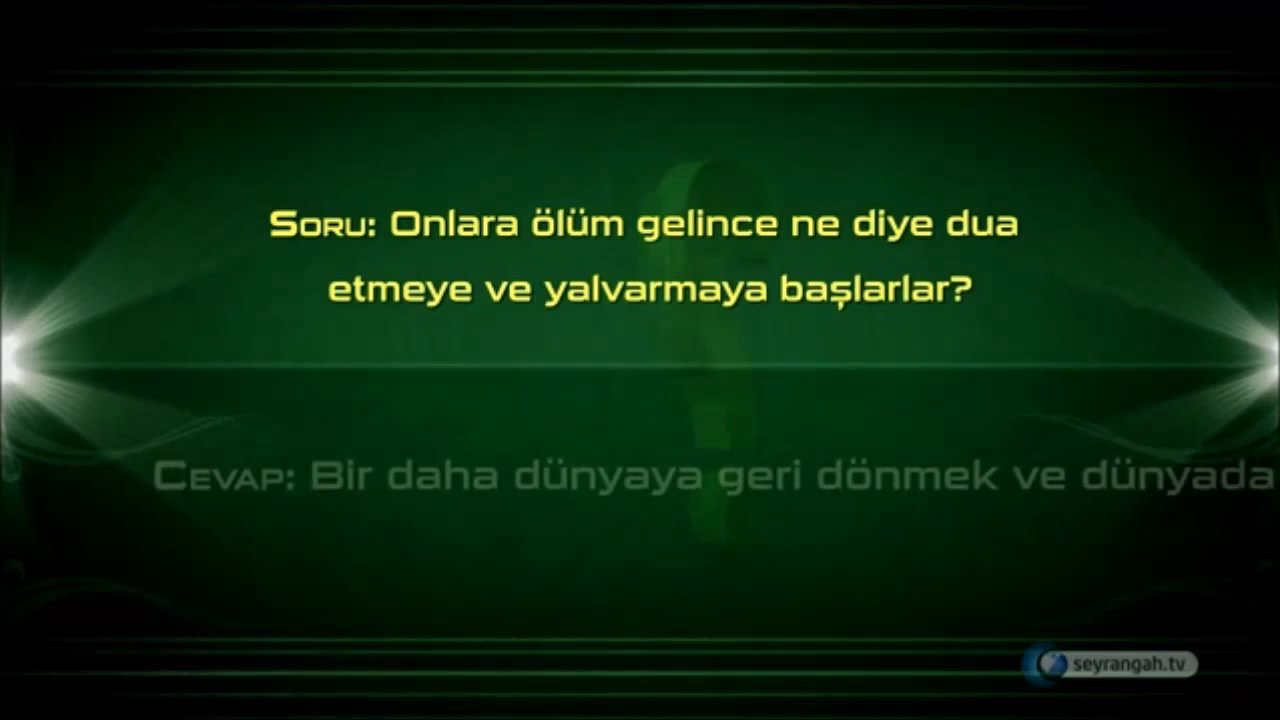 Soru: Onlara ölüm gelince ne diye dua
etmeye ve yalvarmaya başlarlar?
Cevap: Bir daha dünyaya geri dönmek ve dünyada
seyrangah.tv